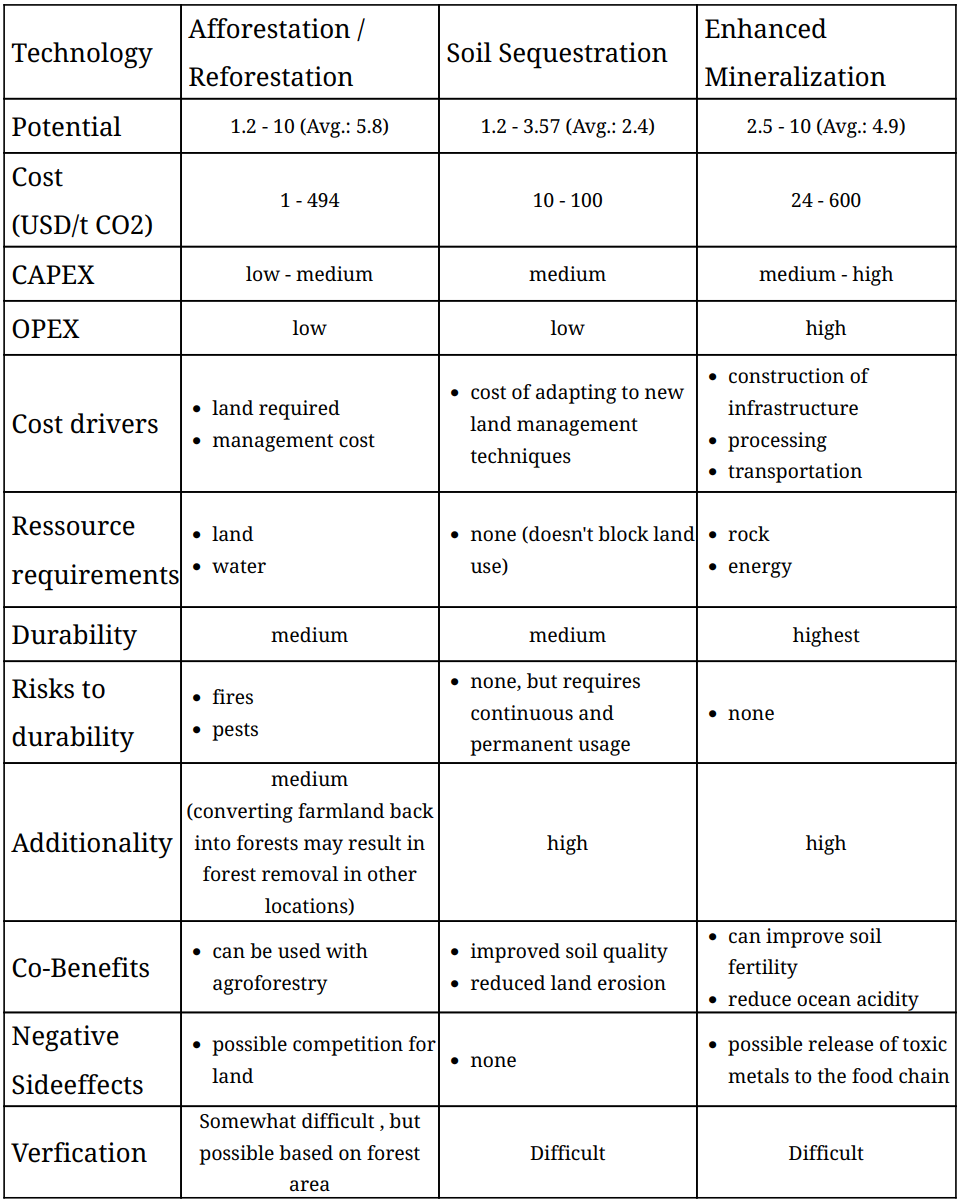 Technology
Afforestation /
Reforestation
Soil Sequestration
Enhanced
Mineralization
Potential
1.2 - 10 (Avg.: 5.8)
1.2 - 3.57 (Avg.: 2.4)
2.5 - 10 (Avg.: 4.9)
Cost
(USD/t CO2)
1 - 494
10 - 100
24 - 600
CAPEX
low - medium
medium
medium - high
OPEX
low
low
high
Cost drivers
• land required
• management cost
• cost of adapting to new
land management
techniques
• construction of
infrastructure
• processing
• transportation
Ressource
requirements
• land
• water
• none (doesn't block land
use)
• rock
• energy
Durability
medium
medium
highest
Risks to
durability
• fires
• pests
• none, but requires
continuous and
permanent usage
• none
Additionality
medium
(converting farmland back
into forests may result in
forest removal in other
locations)
high
high
Co-Benefits
• can be used with
agroforestry
• improved soil quality
• reduced land erosion
• can improve soil
fertility
• reduce ocean acidity
Negative
Sideeffects
• possible competition for
land
• none
• possible release of toxic
metals to the food chain
Verfication
Somewhat difficult , but
possible based on forest
area
Difficult
Difficult